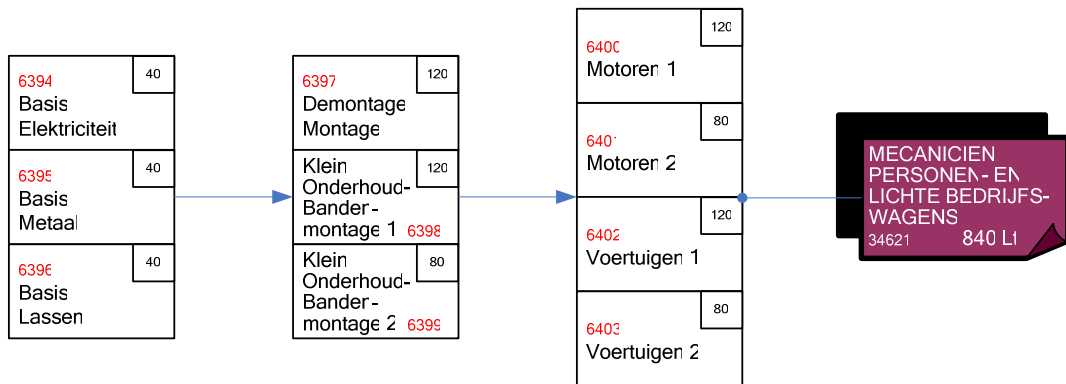 6394
40
Basis
Elektriciteit
6395
40
Basis
Metaal
6396
40
Basis
Lassen
6397
120
Demontage
Montage
Klein
120
Onderhoud-
Banden-
montage 1 6398
Klein
80
Onderhoud-
Banden-
montage 2 6399
6400
120
Motoren 1
6401
80
Motoren 2
6402
120
Voertuigen 1
6403
80
Voertuigen 2
MECANICIEN
PERSONEN- EN
LICHTE BEDRIJFS-
WAGENS
34621 840 Lt